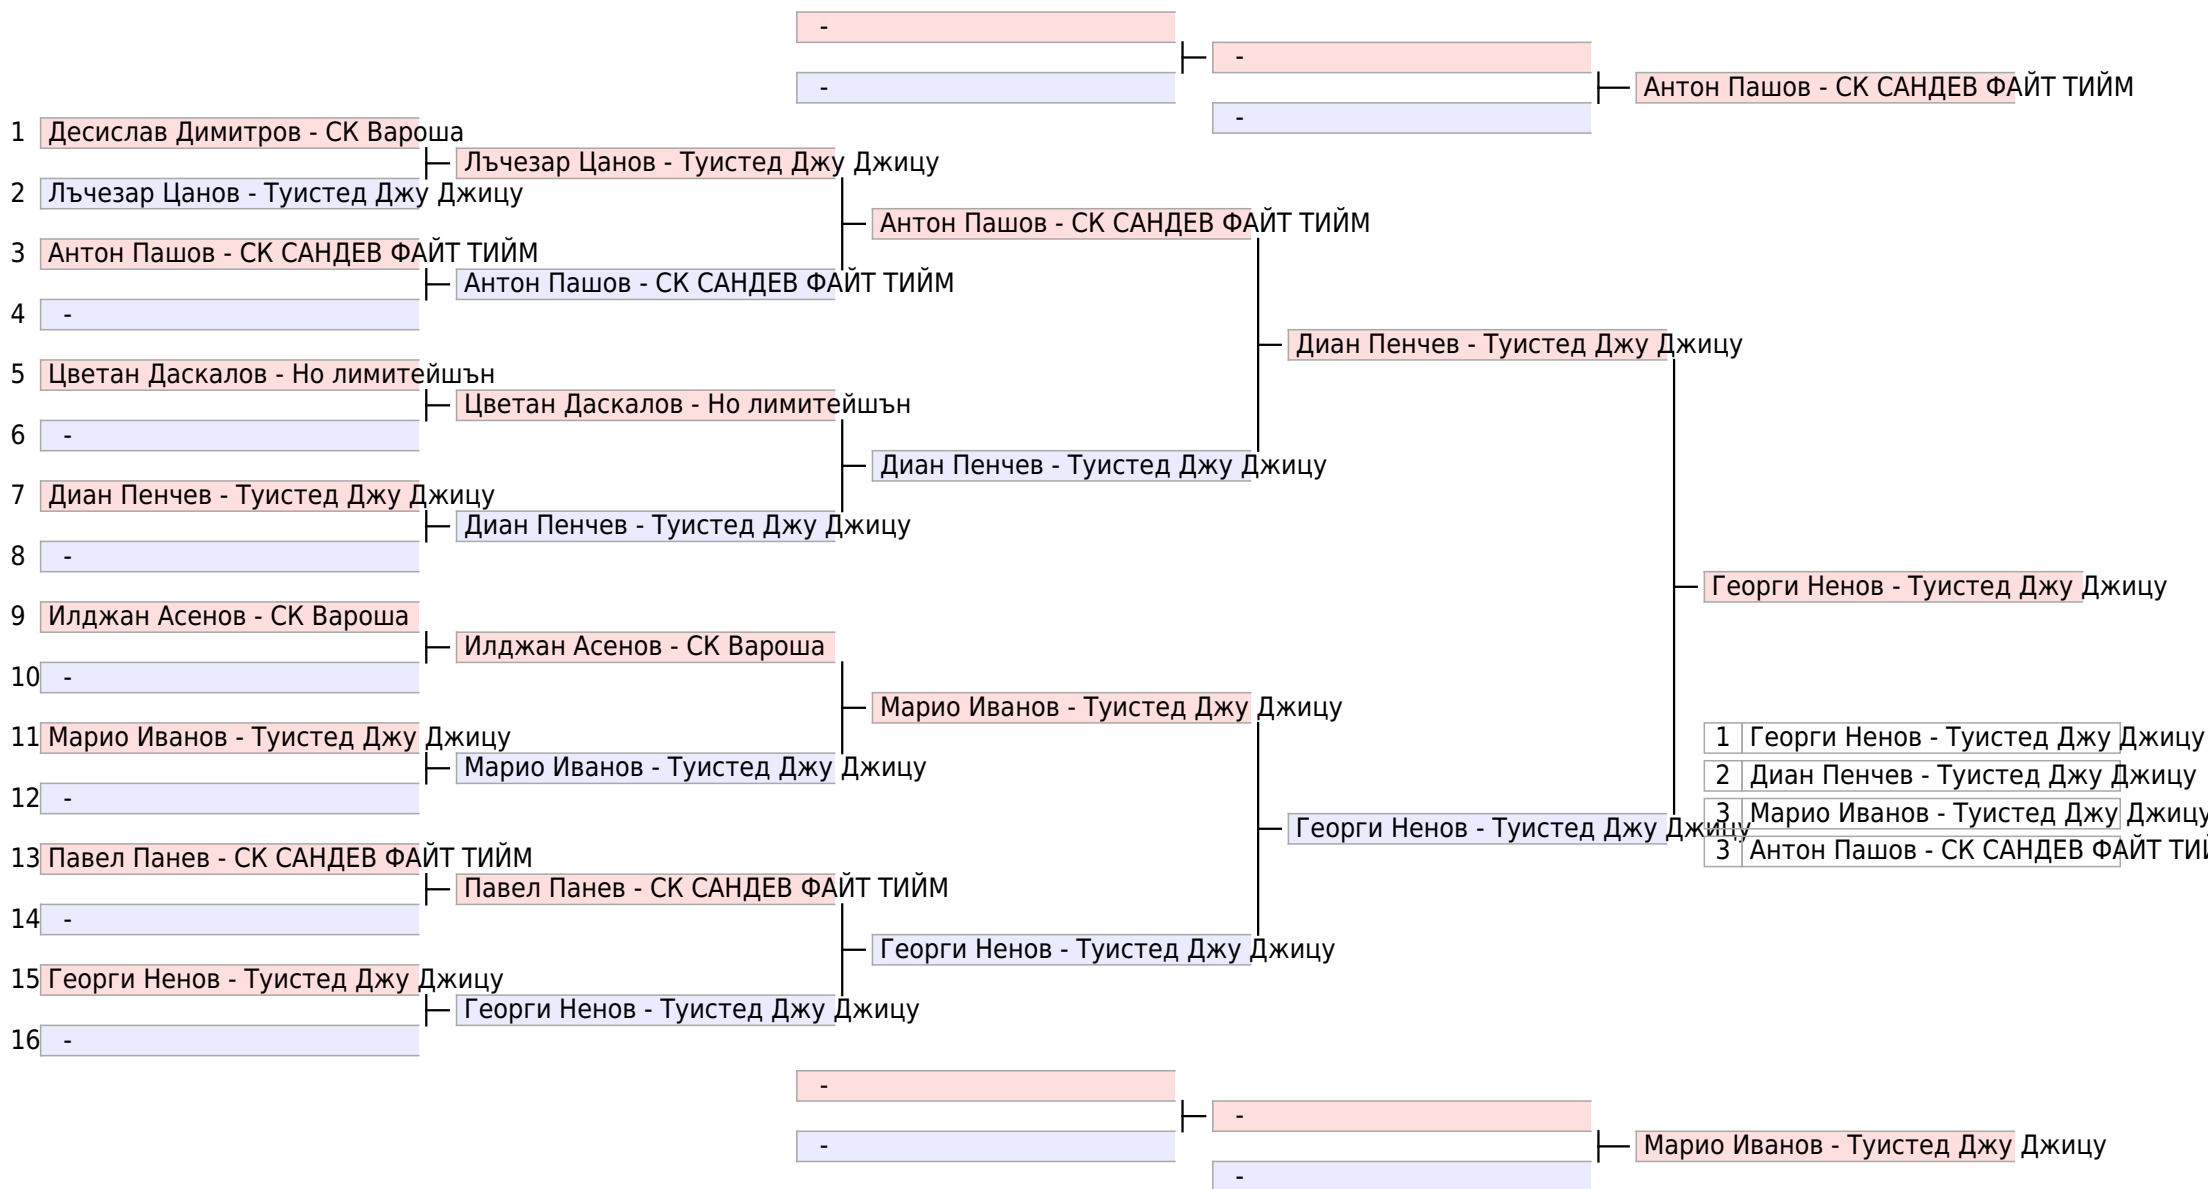 -
-
-
-
Антон Пашов - СК САНДЕВ ФАЙТ ТИЙМ
1 Десислав Димитров - СК Вароша
Лъчезар Цанов - Туистед Джу Джицу
2 Лъчезар Цанов - Туистед Джу Джицу
Антон Пашов - СК САНДЕВ ФАЙТ ТИЙМ
3 Антон Пашов - СК САНДЕВ ФАЙТ ТИЙМ
Антон Пашов - СК САНДЕВ ФАЙТ ТИЙМ
4 -
Диан Пенчев - Туистед Джу Джицу
5 Цветан Даскалов - Но лимитейшън
Цветан Даскалов - Но лимитейшън
6 -
Диан Пенчев - Туистед Джу Джицу
7 Диан Пенчев - Туистед Джу Джицу
Диан Пенчев - Туистед Джу Джицу
8 -
Георги Ненов - Туистед Джу Джицу
9 Илджан Асенов - СК Вароша
Илджан Асенов - СК Вароша
10 -
Марио Иванов - Туистед Джу Джицу
11 Марио Иванов - Туистед Джу Джицу
Марио Иванов - Туистед Джу Джицу
12 -
Георги Ненов - Туистед Джу Джицу
13 Павел Панев - СК САНДЕВ ФАЙТ ТИЙМ
Павел Панев - СК САНДЕВ ФАЙТ ТИЙМ
14 -
Георги Ненов - Туистед Джу Джицу
15 Георги Ненов - Туистед Джу Джицу
Георги Ненов - Туистед Джу Джицу
16 -
1 Георги Ненов - Туистед Джу Джицу
2 Диан Пенчев - Туистед Джу Джицу
3 Марио Иванов - Туистед Джу Джицу
3 Антон Пашов - СК САНДЕВ ФАЙТ
-
-
-
-
Марио Иванов - Туистед Джу Джицу